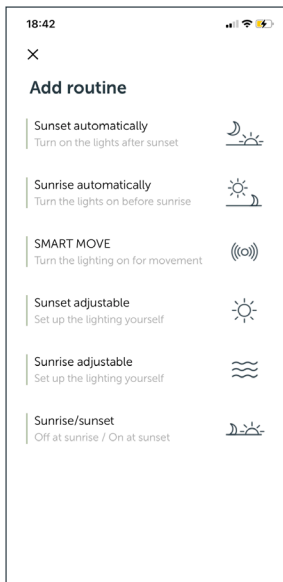 18:42
Add routine
Sunset automatically
Turn on the lights after sunset
Sunrise automatically
Turn the lights on before sunrise
SMART MOVE
Turn the lighting on for movement
Sunset adjustable
Set up the lighting yourself
Sunrise adjustable
Set up the lighting yourself
Sunrise/sunset
Off at sunrise / On at sunset